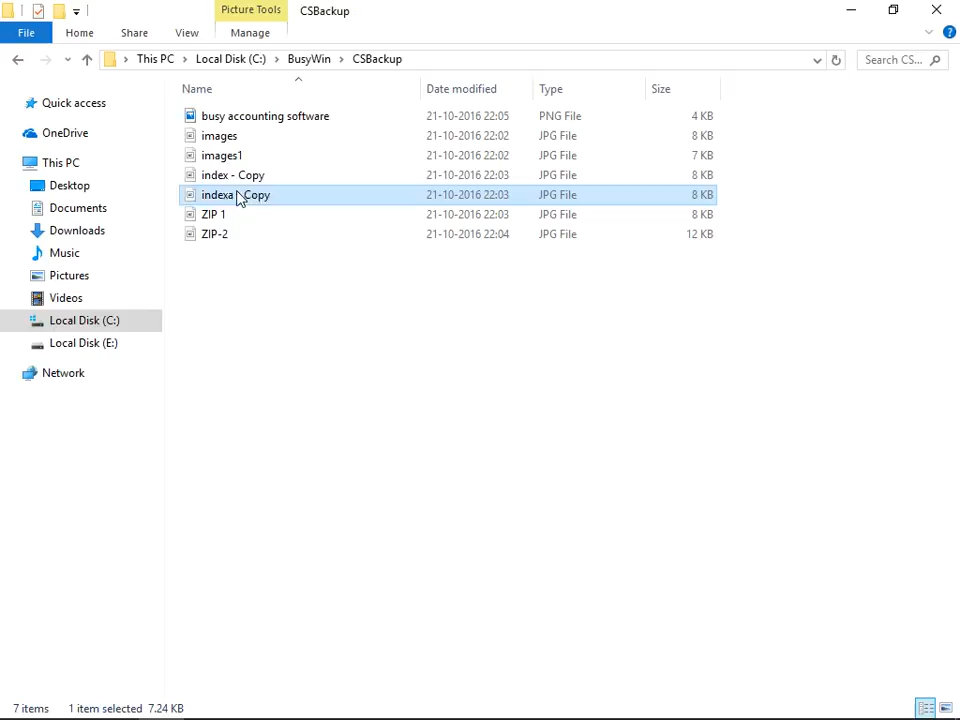 Picture Tools CSBackup
File Home Share View Manage
This PC Local Disk (C:) BusyWin CSBackup Search CS...
Name Date modified Type Size
Quick access
OneDrive
This PC
Desktop
Documents
Downloads
Music
Pictures
Videos
Local Disk (C:)
Local Disk (E:)
Network
busy accounting software 21-10-2016 22:05 PNG File 4 KB
images 21-10-2016 22:02 JPG File 8 KB
images1 21-10-2016 22:02 JPG File 7 KB
index - Copy 21-10-2016 22:03 JPG File 8 KB
indexa Copy 21-10-2016 22:03 JPG File 8 KB
ZIP 1 21-10-2016 22:03 JPG File 8 KB
ZIP-2 21-10-2016 22:04 JPG File 12 KB
7 items 1 item selected 7.24 KB